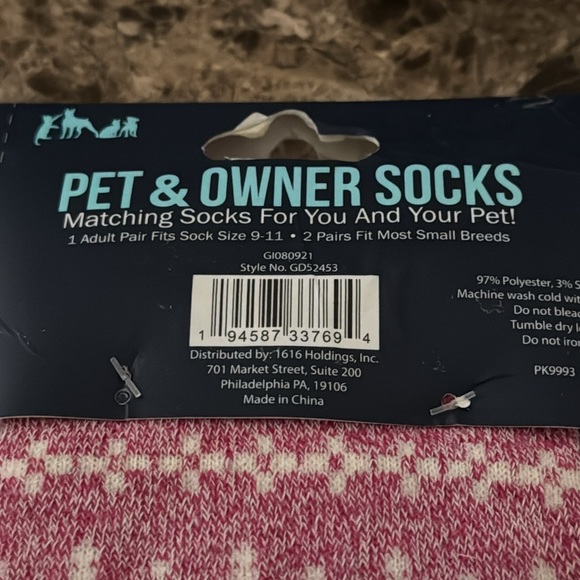 PET & OWNER SOCKS
Matching Socks For You And Your Pet!
1 Adult Pair Fits Sock Size 9-11 • 2 Pairs Fit Most Small Breeds
GI080921
Style No. GD52453
1 94587 33769 4
Distributed by: 1616 Holdings, Inc.
701 Market Street, Suite 200
Philadelphia PA, 19106
Made in China
97% Polyester, 3% S
Machine wash cold wit
Do not bleac
Tumble dry l
Do not iro
PK9993